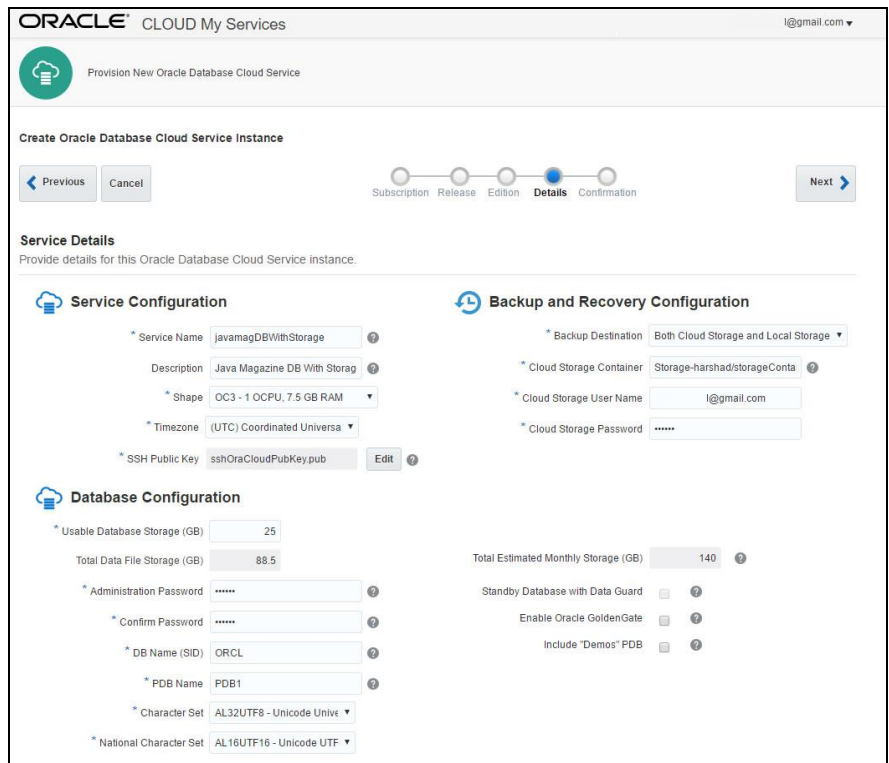 ORACLE® CLOUD My Services
l@gmail.com
Provision New Oracle Database Cloud Service
Create Oracle Database Cloud Service Instance
Previous
Cancel
Subscription Release Edition Details Confirmation
Next
Service Details
Provide details for this Oracle Database Cloud Service instance.
Service Configuration
* Service Name javamagDBWithStorage ?
Description Java Magazine DB With Storag ?
* Shape OC3 - 1 OCPU, 7.5 GB RAM
* Timezone (UTC) Coordinated Universa
* SSH Public Key sshOraCloudPubKey.pub Edit ?
Backup and Recovery Configuration
* Backup Destination Both Cloud Storage and Local Storage
* Cloud Storage Container Storage-harshad/storageConta ?
* Cloud Storage User Name l@gmail.com
* Cloud Storage Password ••••••
Database Configuration
* Usable Database Storage (GB) 25
Total Data File Storage (GB) 88.5
* Administration Password •••••• ?
* Confirm Password •••••• ?
* DB Name (SID) ORCL ?
* PDB Name PDB1 ?
* Character Set AL32UTF8 - Unicode Unive
* National Character Set AL16UTF16 - Unicode UTF
Total Estimated Monthly Storage (GB) 140 ?
Standby Database with Data Guard ?
Enable Oracle GoldenGate ?
Include "Demos" PDB ?